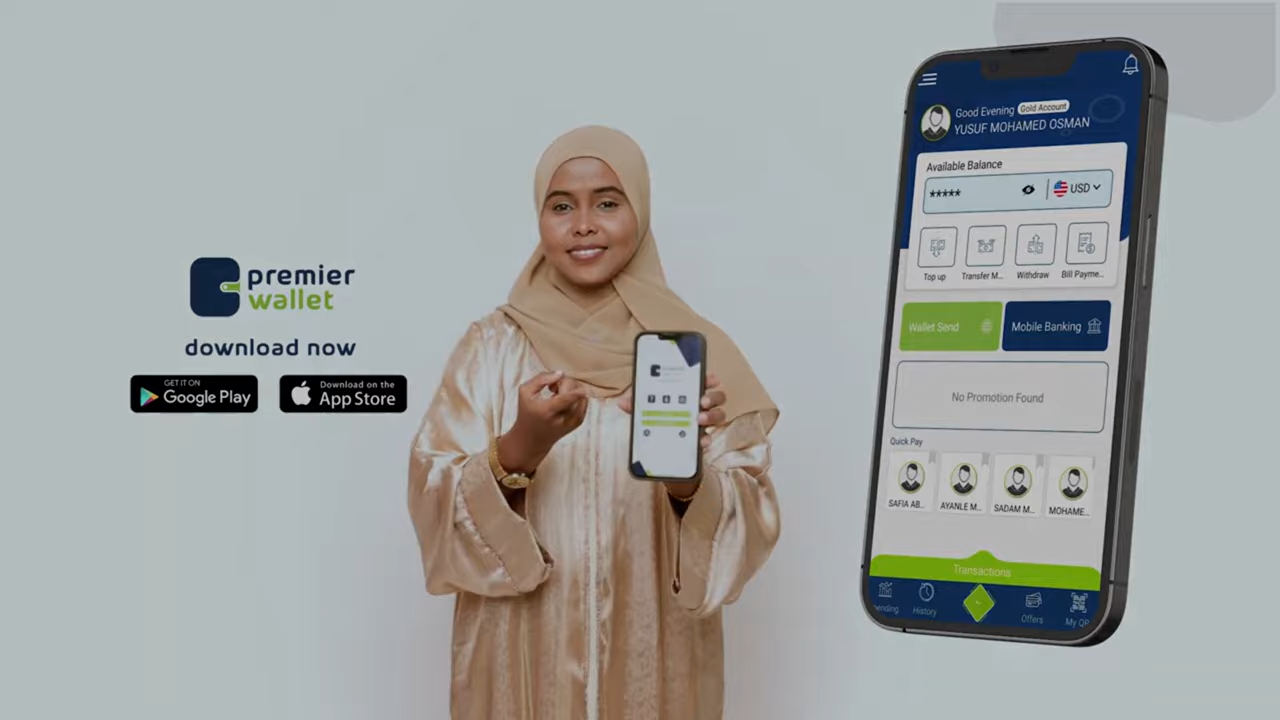 premier
wallet
download now
GET IT ON
Google Play
Download on the
App Store
Good Evening Gold Account
YUSUF MOHAMED OSMAN
Available Balance
***** USD
Top up Transfer M... Withdraw Bill Payme...
Wallet Send Mobile Banking
No Promotion Found
Quick Pay
SAFIA AB... AYANLE M... SADAM M... MOHAME...
Transactions
History Offers My QR